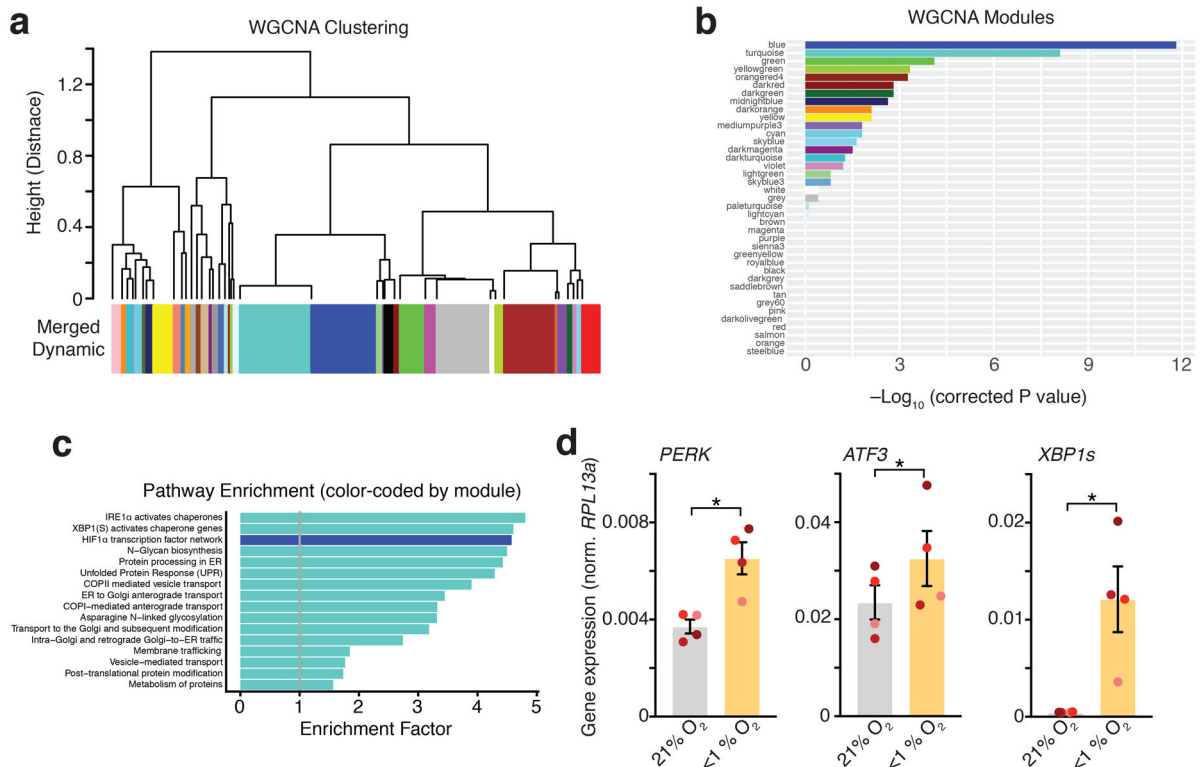 a
WGCNA Clustering
Height (Distnace)
1.2
0.8
0.4
0
Merged
Dynamic
b
WGCNA Modules
blue
turquoise
green
yellowgreen
orangered4
darkred
darkgreen
midnightblue
darkorange
yellow
mediumpurple3
cyan
skyblue
darkmagenta
darkturquoise
violet
lightgreen
skyblue3
white
grey
paleturquoise
lightcyan
brown
magenta
purple
sienna3
greenyellow
royalblue
black
darkgrey
saddlebrown
tan
grey60
pink
darkolivegreen
red
salmon
orange
steelblue
0 3 6 9 12
−Log10 (corrected P value)
c
Pathway Enrichment (color-coded by module)
IRE1α activates chaperones
XBP1(S) activates chaperone genes
HIF1α transcription factor network
N-Glycan biosynthesis
Protein processing in ER
Unfolded Protein Response (UPR)
COPII mediated vesicle transport
ER to Golgi anterograde transport
COPI-mediated anterograde transport
Asparagine N-linked glycosylation
Transport to the Golgi and subsequent modification
Intra-Golgi and retrograde Golgi-to-ER traffic
Membrane trafficking
Vesicle-mediated transport
Post-translational protein modification
Metabolism of proteins
0 1 2 3 4 5
Enrichment Factor
d
Gene expression (norm. RPL13a)
PERK
*
0.008
0.004
0
21% O2 <1% O2
ATF3
*
0.04
0.02
0
21% O2 <1% O2
XBP1s
*
0.02
0.01
0
21% O2 <1% O2